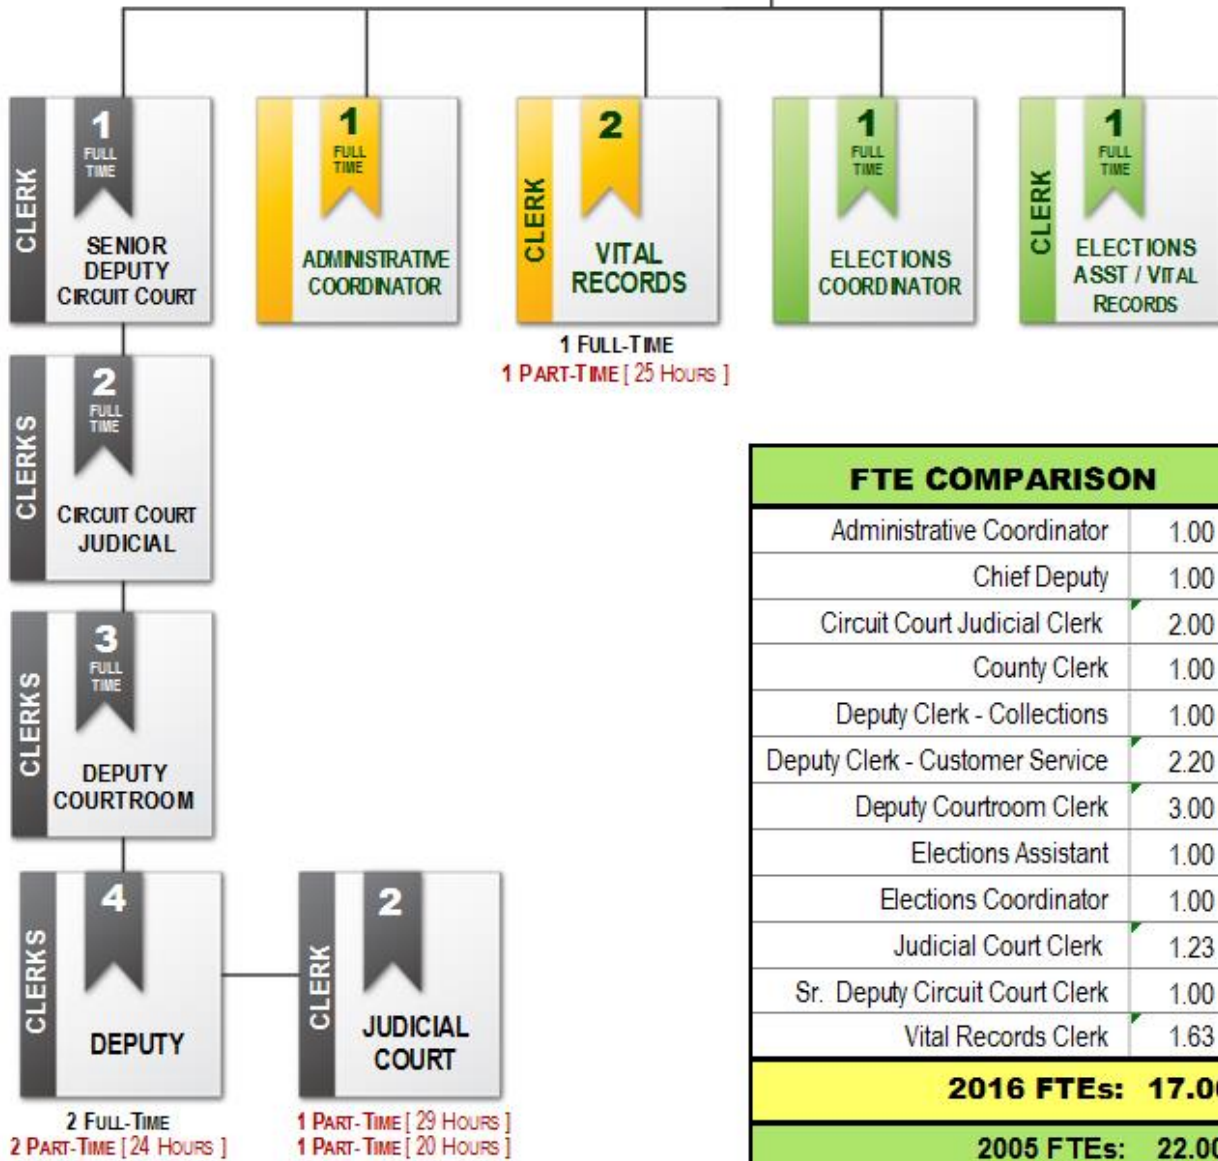 CLERK
1
FULL
TIME
SENIOR
DEPUTY
CIRCUIT COURT
1
FULL
TIME
ADMINISTRATIVE
COORDINATOR
CLERK
2
VITAL
RECORDS
1 FULL-TIME
1 PART-TIME [ 25 HOURS ]
1
FULL
TIME
ELECTIONS
COORDINATOR
CLERK
1
FULL
TIME
ELECTIONS
ASST / VITAL
RECORDS
CLERKS
2
FULL
TIME
CIRCUIT COURT
JUDICIAL
CLERKS
3
FULL
TIME
DEPUTY
COURTROOM
CLERKS
4
DEPUTY
2 FULL-TIME
2 PART-TIME [ 24 HOURS ]
CLERK
2
JUDICIAL
COURT
1 PART-TIME [ 29 HOURS ]
1 PART-TIME [ 20 HOURS ]
FTE COMPARISON
Administrative Coordinator 1.00
Chief Deputy 1.00
Circuit Court Judicial Clerk 2.00
County Clerk 1.00
Deputy Clerk - Collections 1.00
Deputy Clerk - Customer Service 2.20
Deputy Courtroom Clerk 3.00
Elections Assistant 1.00
Elections Coordinator 1.00
Judicial Court Clerk 1.23
Sr. Deputy Circuit Court Clerk 1.00
Vital Records Clerk 1.63
2016 FTEs:
2005 FTEs: